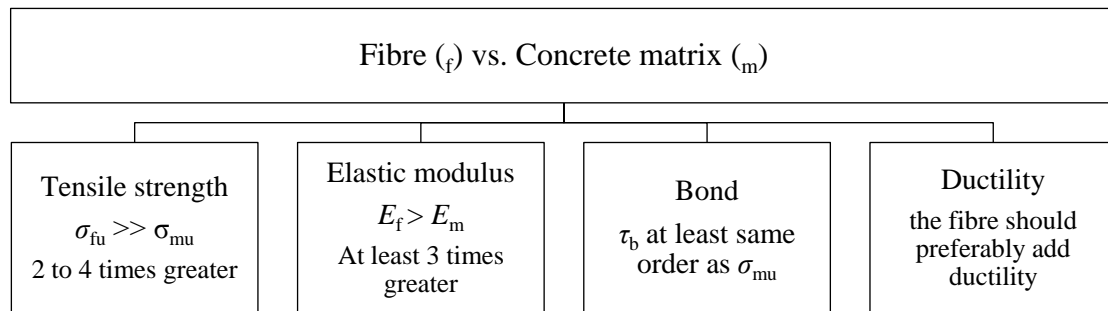 Fibre (f) vs. Concrete matrix (m)
Tensile strength
σfu >> σmu
2 to 4 times greater
Elastic modulus
Ef > Em
At least 3 times
greater
Bond
τb at least same
order as σmu
Ductility
the fibre should
preferably add
ductility